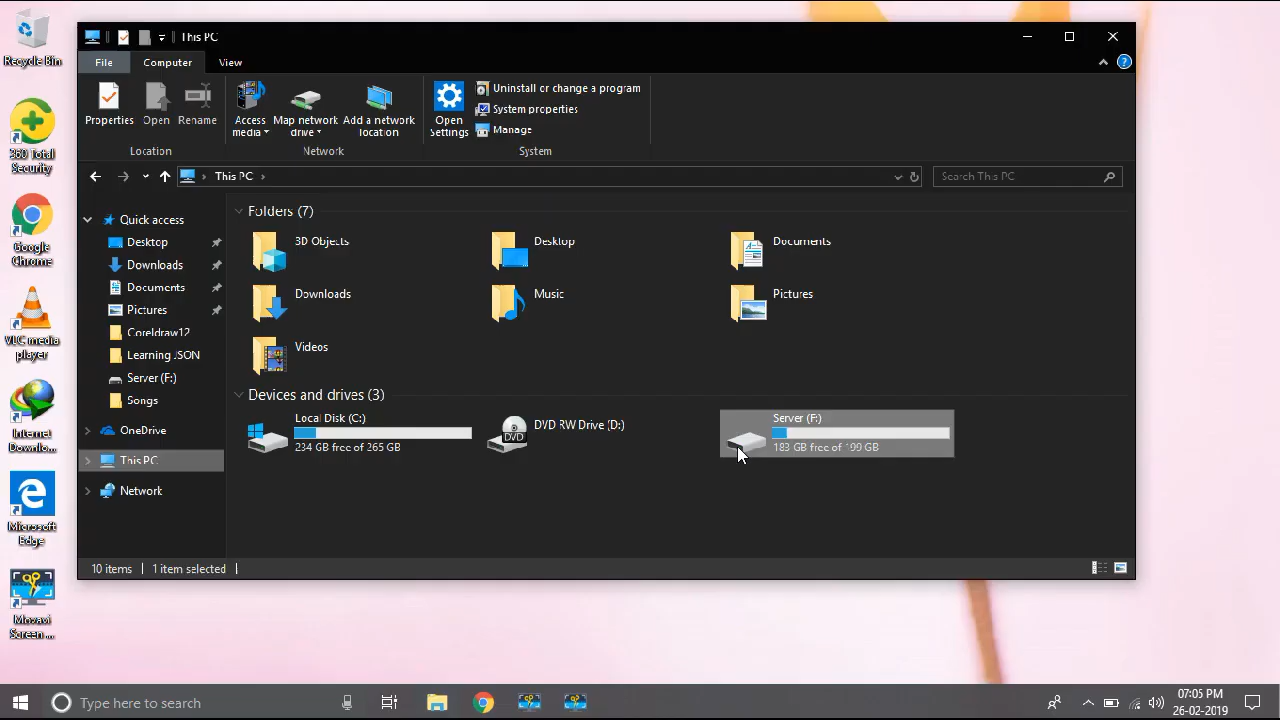 This PC
File
Computer
View
Properties
Open
Rename
Location
Access media
Map network drive
Add a network location
Network
Open Settings
Uninstall or change a program
System properties
Manage
System
This PC
Search This PC
Quick access
Desktop
Downloads
Documents
Pictures
Coreldraw12
Learning JSON
Server (F:)
Songs
OneDrive
This PC
Network
Folders (7)
3D Objects
Desktop
Documents
Downloads
Music
Pictures
Videos
Devices and drives (3)
Local Disk (C:)
234 GB free of 265 GB
DVD RW Drive (D:)
DVD
Server (F:)
183 GB free of 199 GB
10 items
1 item selected
Recycle Bin
360 Total
Security
Google
Chrome
VLC media
player
Internet
Downlo...
Microsoft
Edge
Movavi
Screen ...
Type here to search
07:05 PM
26-02-2019